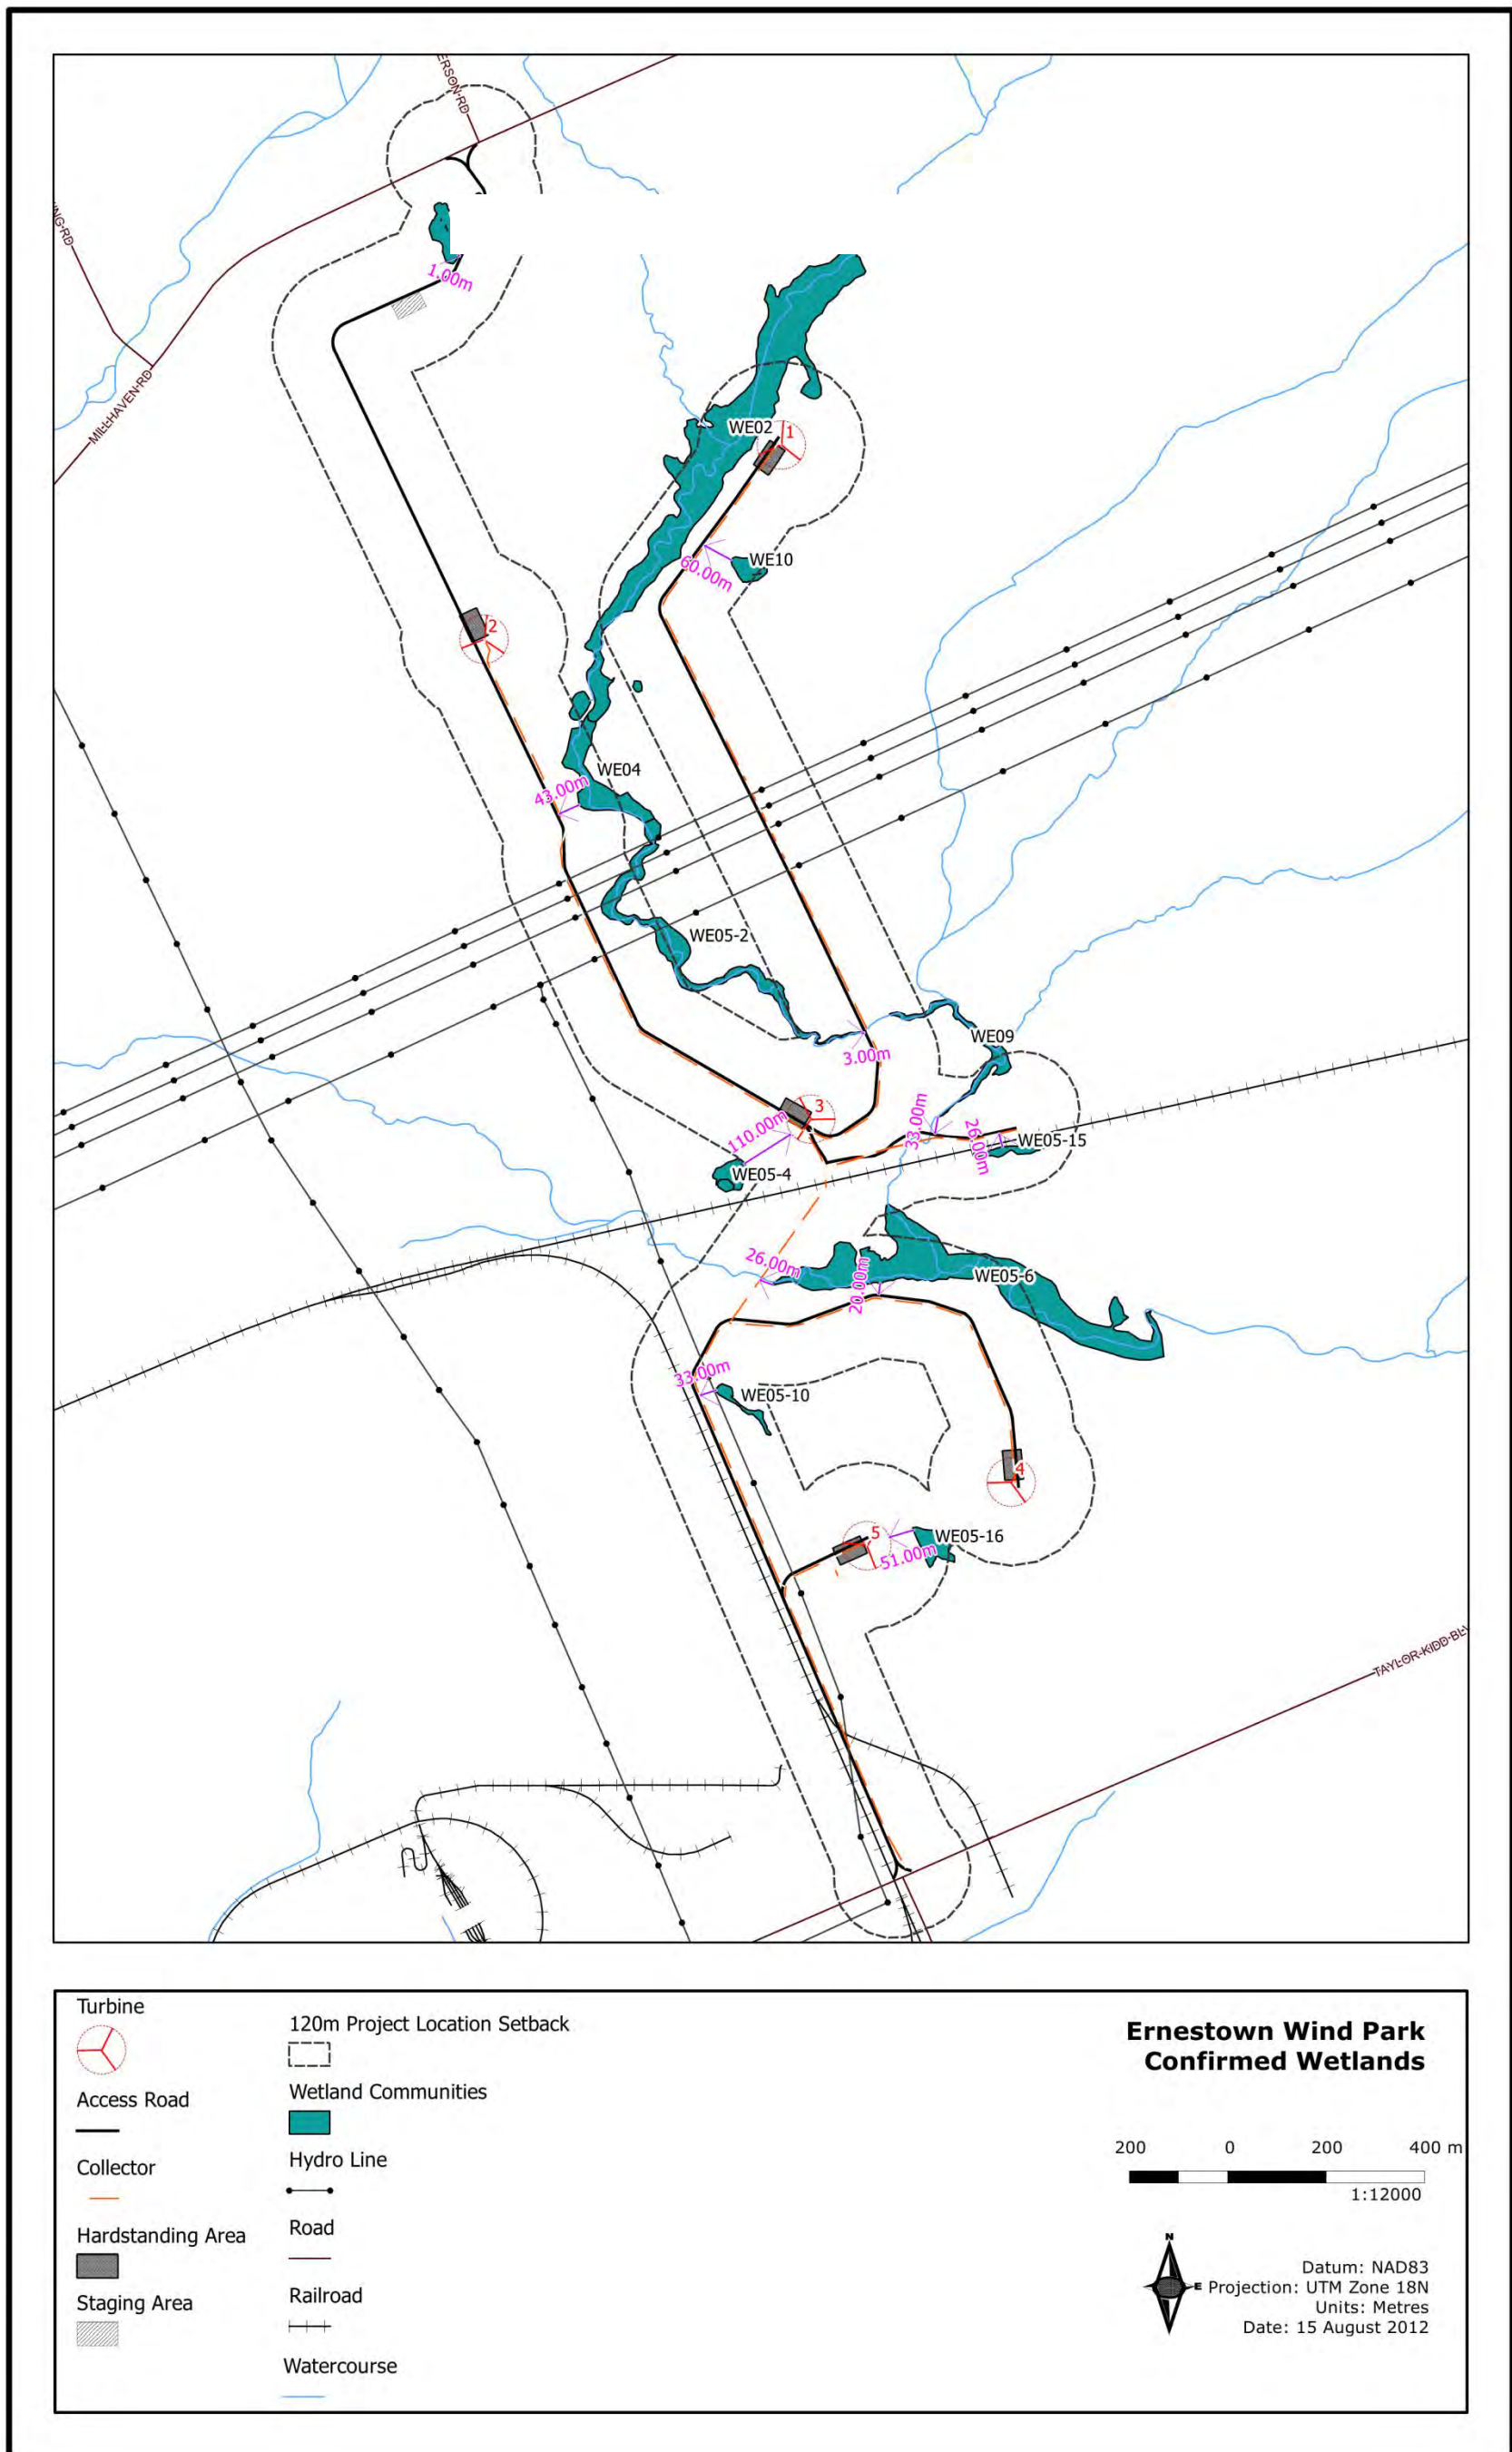 ERSON RD
ING RD
MILLHAVEN RD
1.00m
WE02
1
60.00m
WE10
2
WE04
43.00m
WE05-2
WE09
3.00m
3
33.00m
26.00m
WE05-15
110.00m
WE05-4
26.00m
20.00m
WE05-6
33.00m
WE05-10
4
5
WE05-16
51.00m
TAYLOR-KIDD BLV
Turbine
Access Road
Collector
Hardstanding Area
Staging Area
120m Project Location Setback
Wetland Communities
Hydro Line
Road
Railroad
Watercourse
Ernestown Wind Park
Confirmed Wetlands
200 0 200 400 m
1:12000
N
E
Datum: NAD83
Projection: UTM Zone 18N
Units: Metres
Date: 15 August 2012